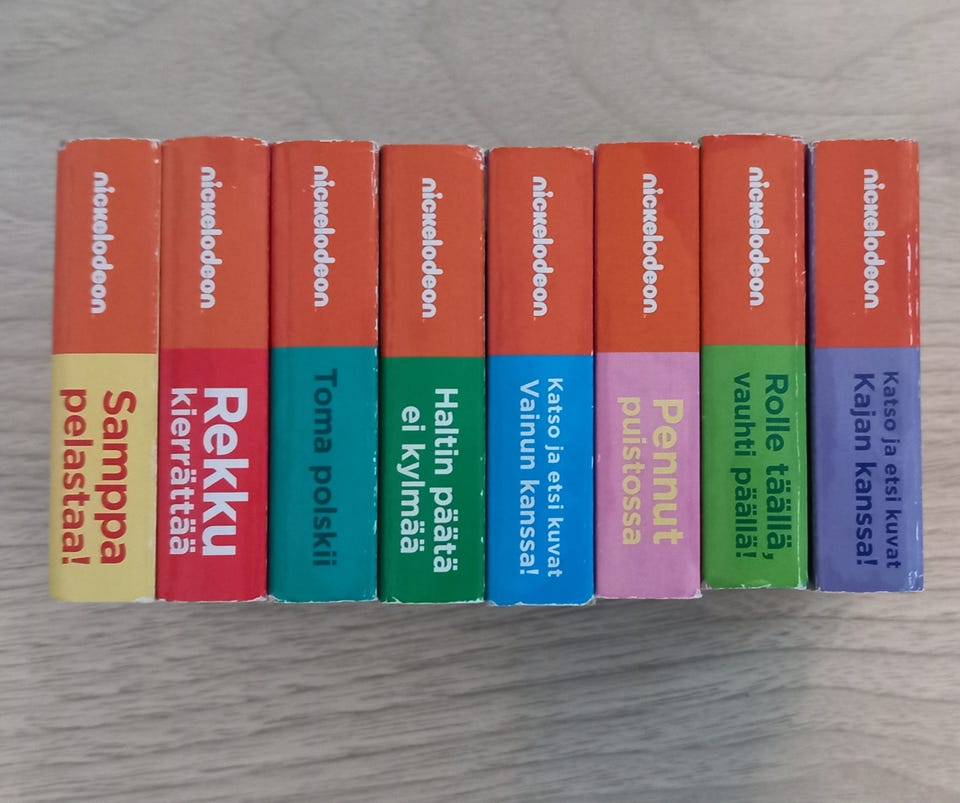 nickelodeon
Samppa
pelastaa!
nickelodeon
Rekku
kierrättää
nickelodeon
Toma polskii
nickelodeon
Haltin päätä
ei kylmää
nickelodeon
Katso ja etsi kuvat
Vainun kanssa!
nickelodeon
Pennut
puistossa
nickelodeon
Rolle täällä,
vauhti päällä!
nickelodeon
Katso ja etsi kuvat
Kajan kanssa!